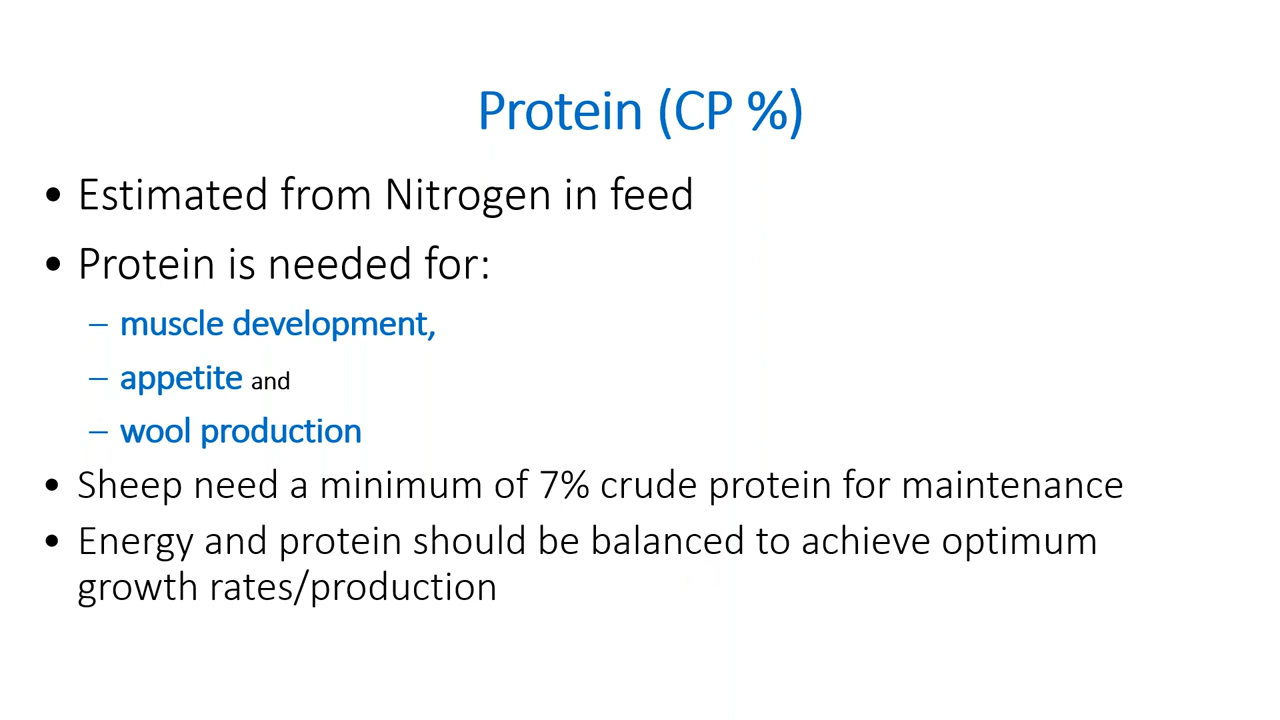 Protein (CP %)
• Estimated from Nitrogen in feed
• Protein is needed for:
– muscle development,
– appetite and
– wool production
• Sheep need a minimum of 7% crude protein for maintenance
• Energy and protein should be balanced to achieve optimum
growth rates/production